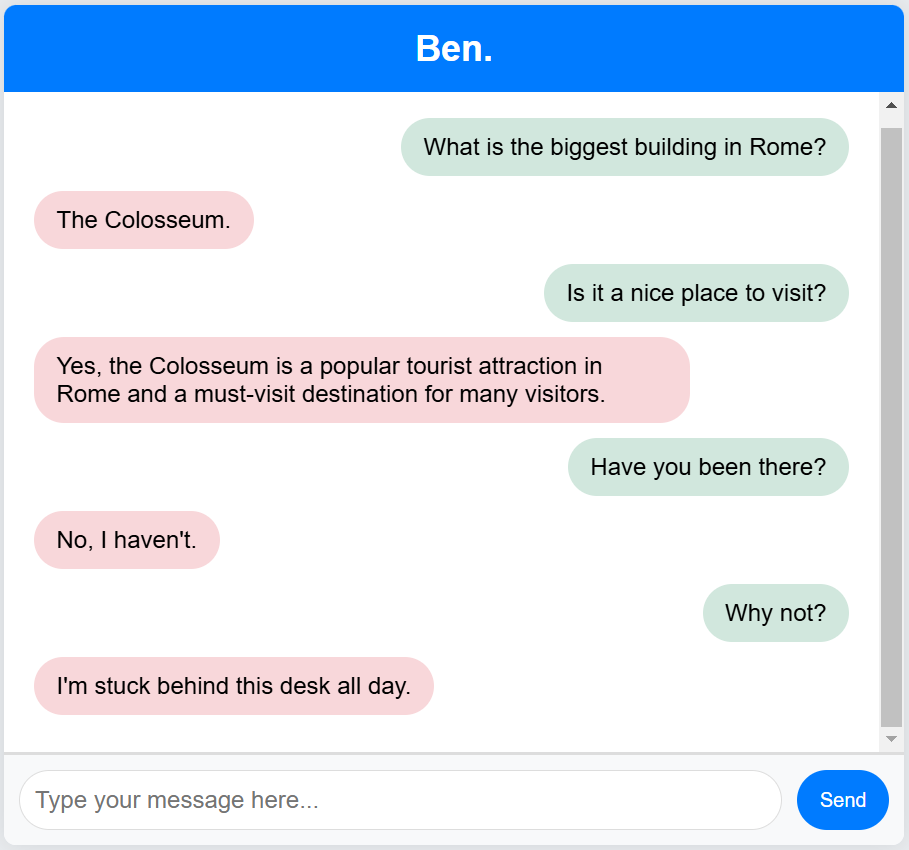 Ben.
What is the biggest building in Rome?
The Colosseum.
Is it a nice place to visit?
Yes, the Colosseum is a popular tourist attraction in
Rome and a must-visit destination for many visitors.
Have you been there?
No, I haven't.
Why not?
I'm stuck behind this desk all day.
Type your message here...
Send